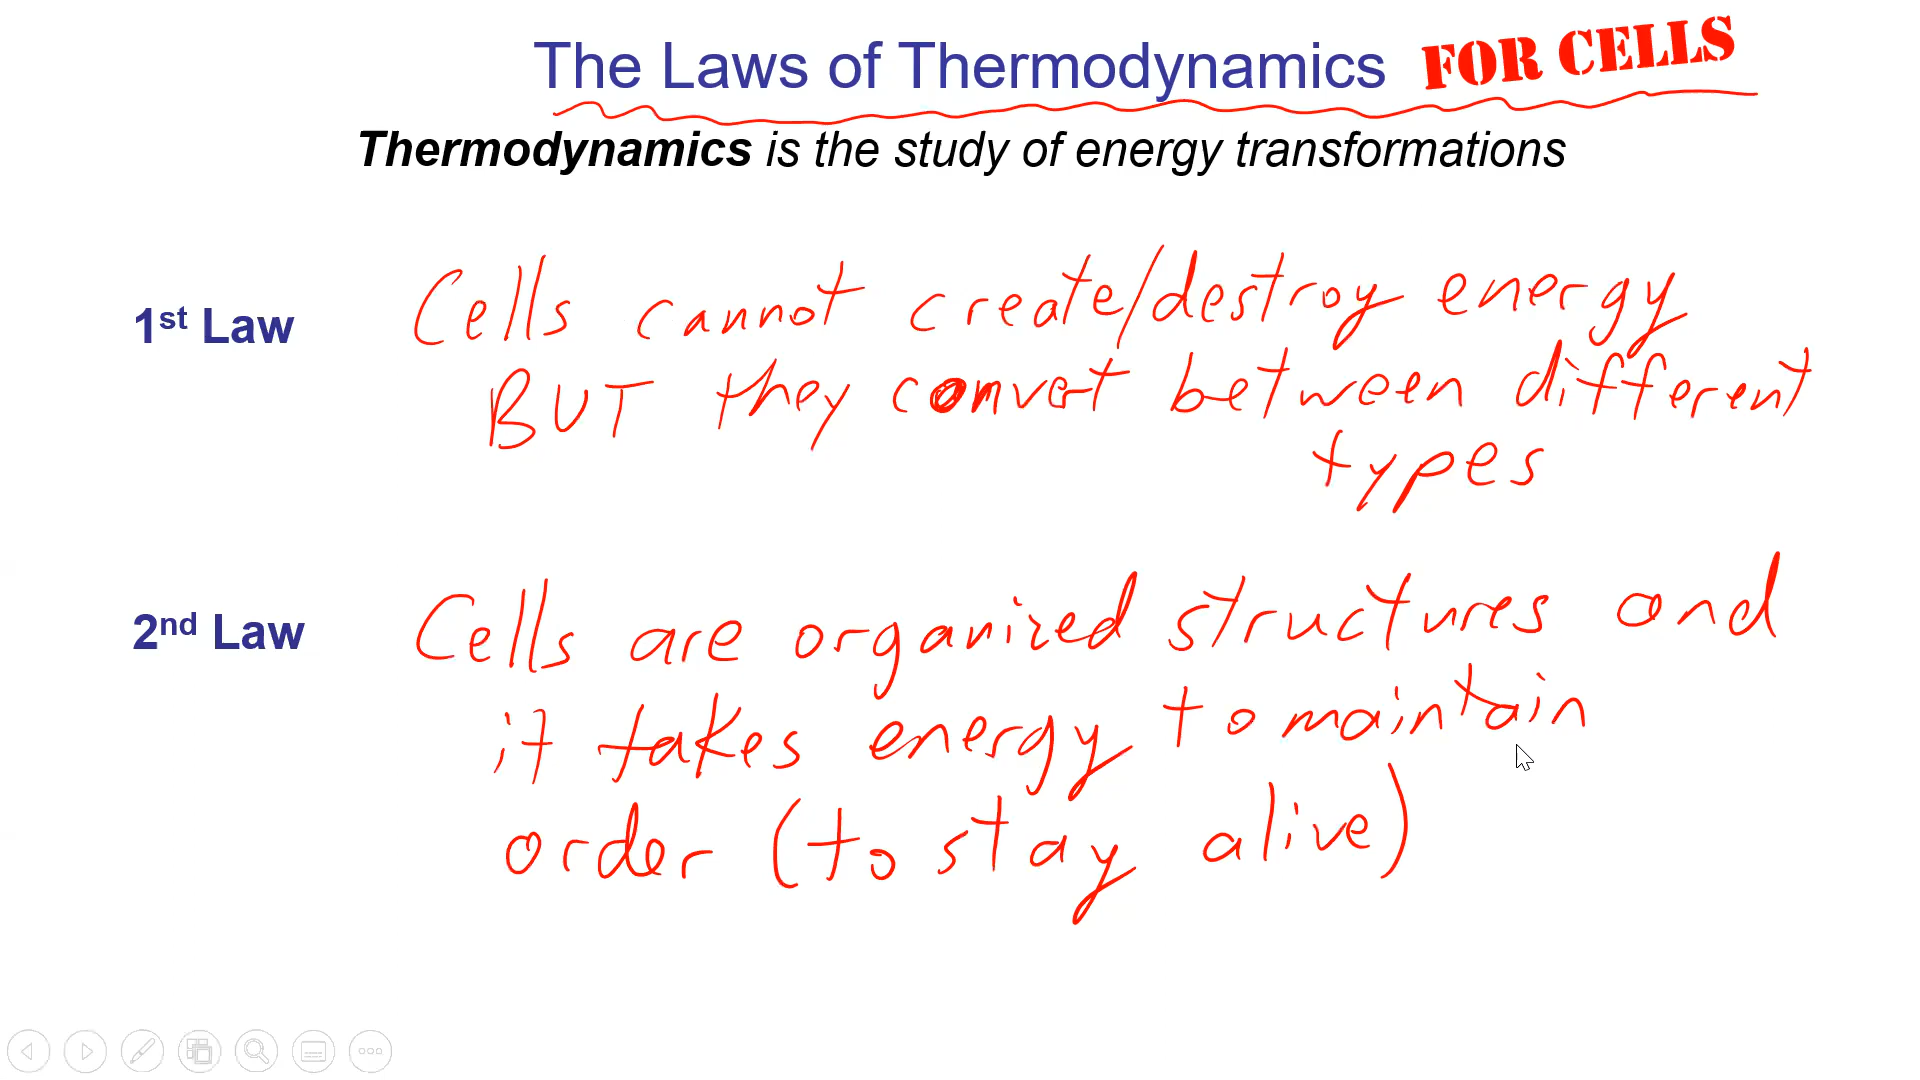 The Laws of Thermodynamics FOR CELLS
Thermodynamics is the study of energy transformations
1st Law
Cells cannot create/destroy energy
BUT they convert between different
types
2nd Law
Cells are organized structures and
it takes energy to maintain
order (to stay alive)